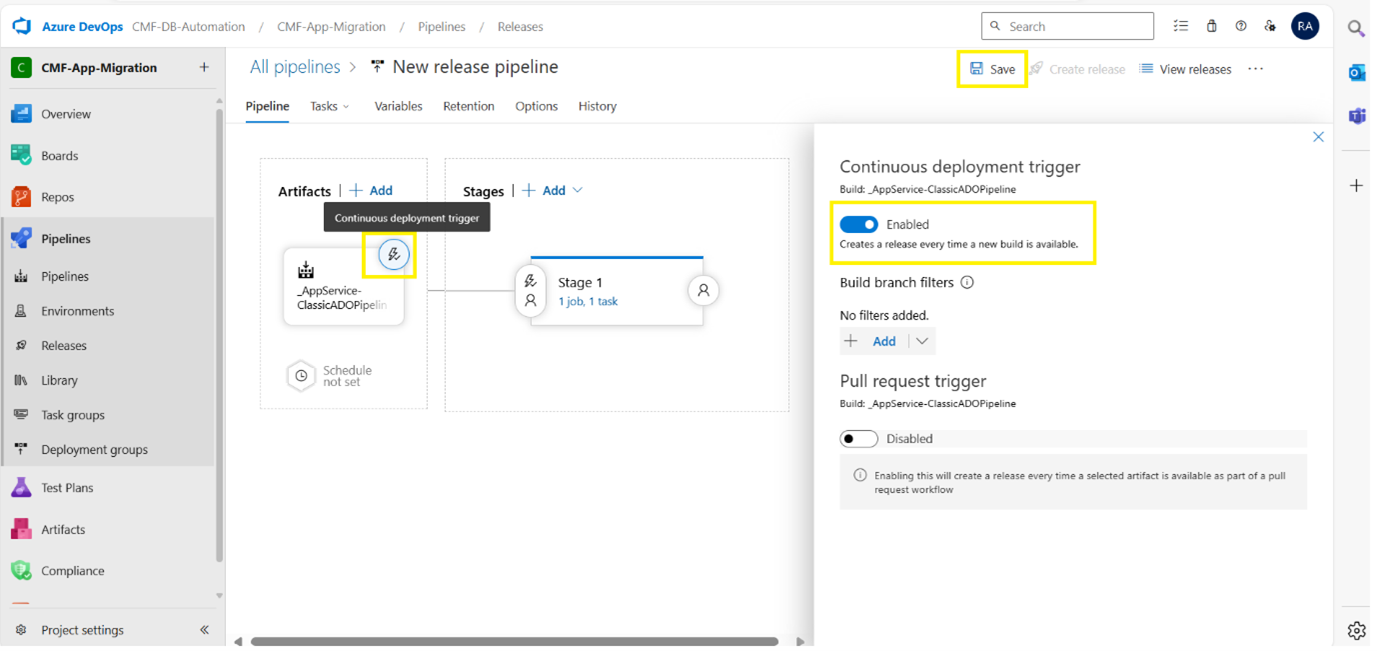 Azure DevOps CMF-DB-Automation / CMF-App-Migration / Pipelines / Releases
Search
RA
C CMF-App-Migration +
Overview
Boards
Repos
Pipelines
Pipelines
Environments
Releases
Library
Task groups
Deployment groups
Test Plans
Artifacts
Compliance
Project settings
All pipelines > New release pipeline
Save
Create release
View releases
Pipeline Tasks Variables Retention Options History
Artifacts | + Add
Stages | + Add
Continuous deployment trigger
_AppService-
ClassicADOPipelin
Schedule
not set
Stage 1
1 job, 1 task
Continuous deployment trigger
Build: _AppService-ClassicADOPipeline
Enabled
Creates a release every time a new build is available.
Build branch filters
No filters added.
+ Add
Pull request trigger
Build: _AppService-ClassicADOPipeline
Disabled
Enabling this will create a release every time a selected artifact is available as part of a pull
request workflow